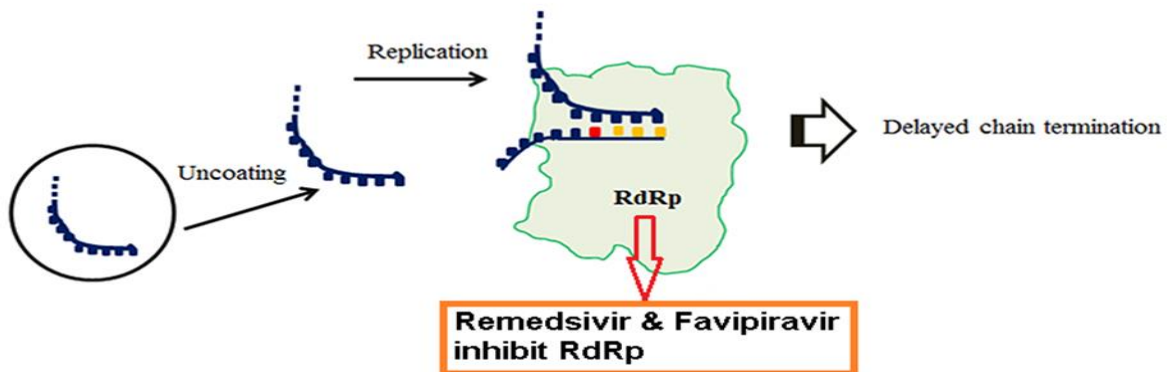 Replication
Uncoating
Delayed chain termination
RdRp
Remedsivir & Favipiravir
inhibit RdRp